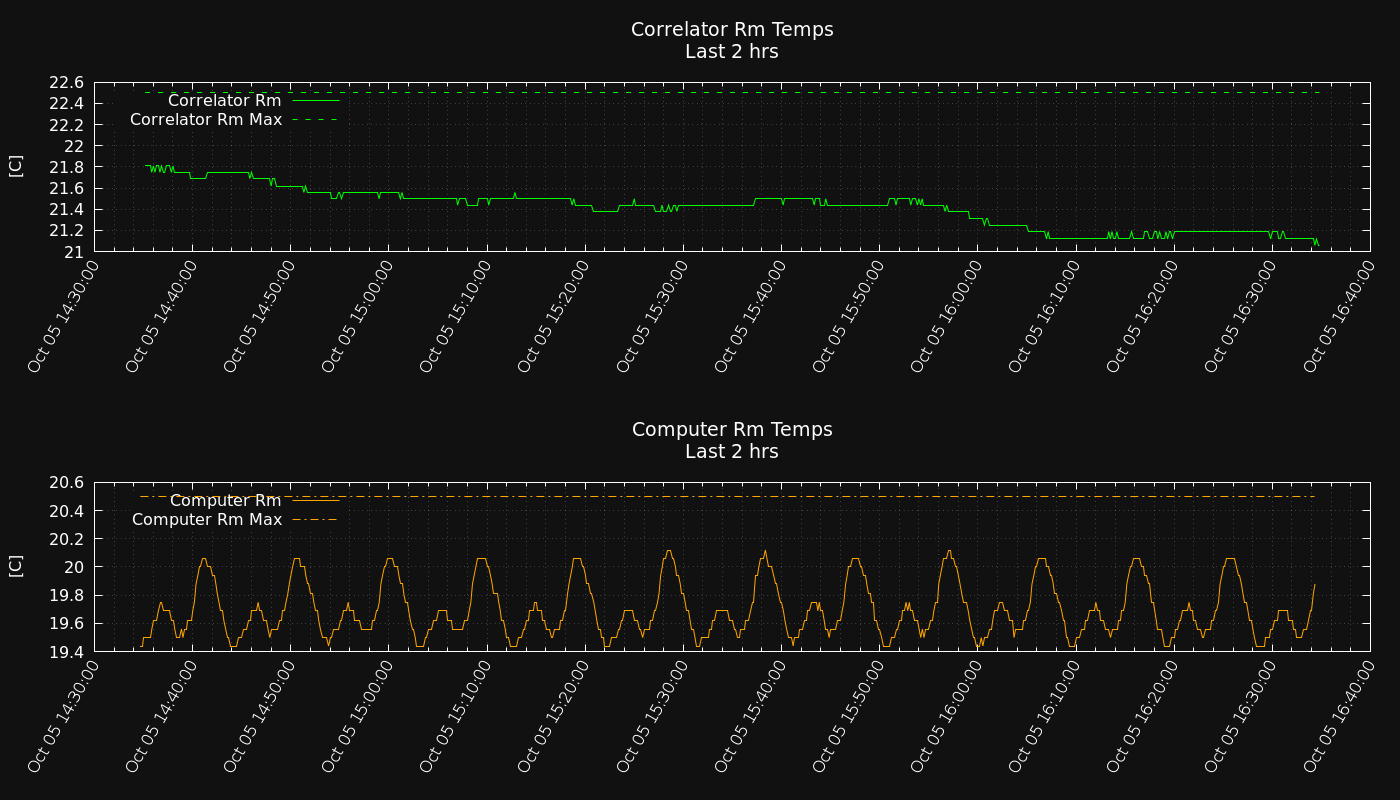 Correlator Rm Temps
Last 2 hrs
[C]
22.6
22.4
22.2
22
21.8
21.6
21.4
21.2
21
Correlator Rm
Correlator Rm Max
Oct 05 14:30:00
Oct 05 14:40:00
Oct 05 14:50:00
Oct 05 15:00:00
Oct 05 15:10:00
Oct 05 15:20:00
Oct 05 15:30:00
Oct 05 15:40:00
Oct 05 15:50:00
Oct 05 16:00:00
Oct 05 16:10:00
Oct 05 16:20:00
Oct 05 16:30:00
Oct 05 16:40:00
Computer Rm Temps
Last 2 hrs
[C]
20.6
20.4
20.2
20
19.8
19.6
19.4
Computer Rm
Computer Rm Max
Oct 05 14:30:00
Oct 05 14:40:00
Oct 05 14:50:00
Oct 05 15:00:00
Oct 05 15:10:00
Oct 05 15:20:00
Oct 05 15:30:00
Oct 05 15:40:00
Oct 05 15:50:00
Oct 05 16:00:00
Oct 05 16:10:00
Oct 05 16:20:00
Oct 05 16:30:00
Oct 05 16:40:00